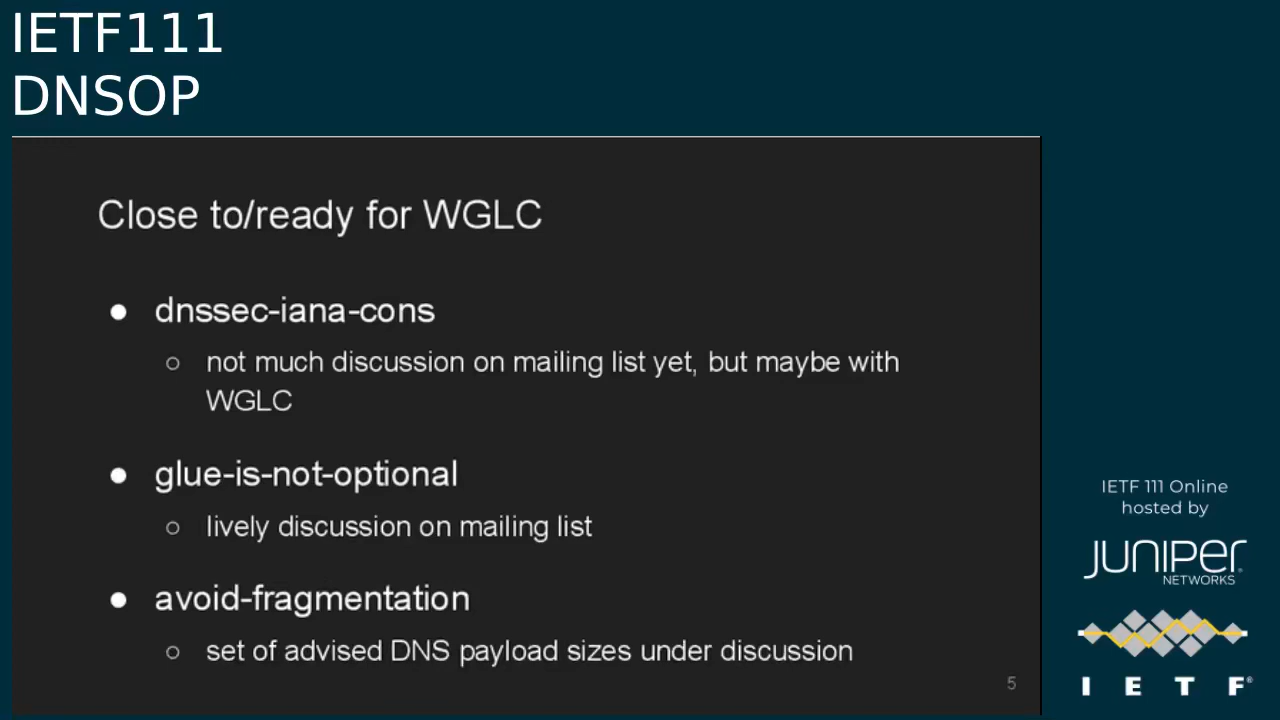 IETF111
DNSOP
Close to/ready for WGLC
● dnssec-iana-cons
○ not much discussion on mailing list yet, but maybe with
WGLC
● glue-is-not-optional
○ lively discussion on mailing list
● avoid-fragmentation
○ set of advised DNS payload sizes under discussion
5
IETF 111 Online
hosted by
JUNIPEr
NETWORKS
I E T F®